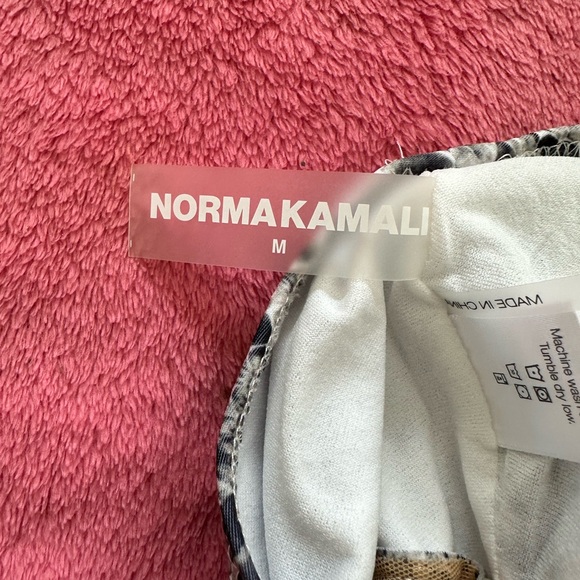 NORMAKAMALI
M
MADE IN CHINA
Machine wash
Tumble dry low.